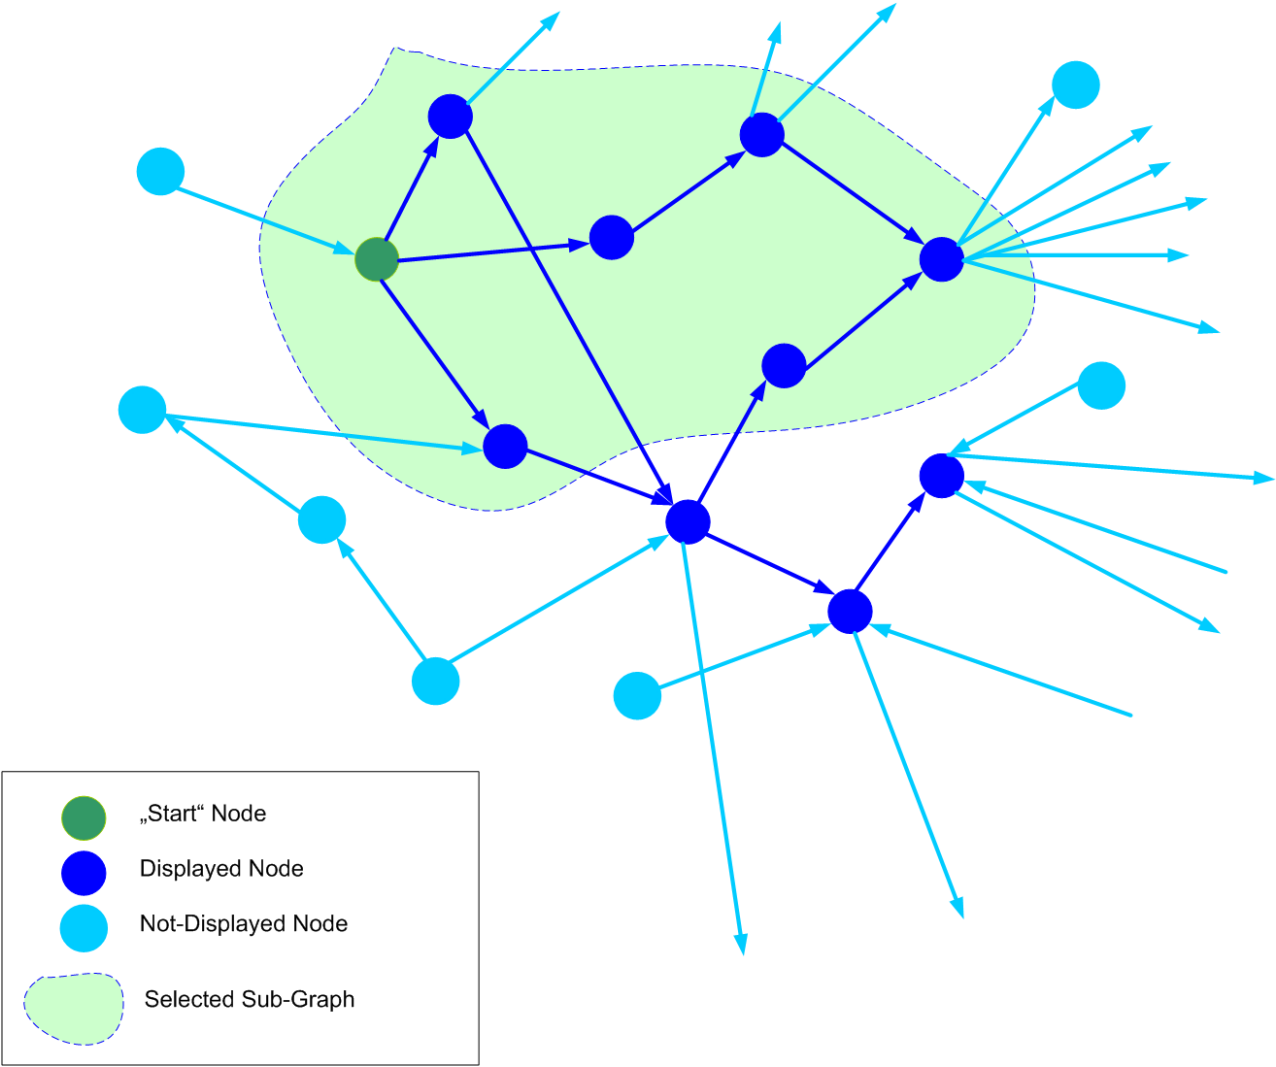 „Start“ Node
Displayed Node
Not-Displayed Node
Selected Sub-Graph